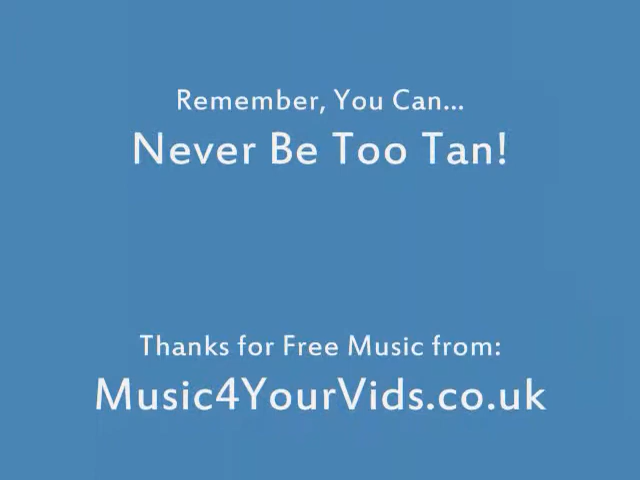 Remember, You Can...
Never Be Too Tan!
Thanks for Free Music from:
Music4YourVids.co.uk